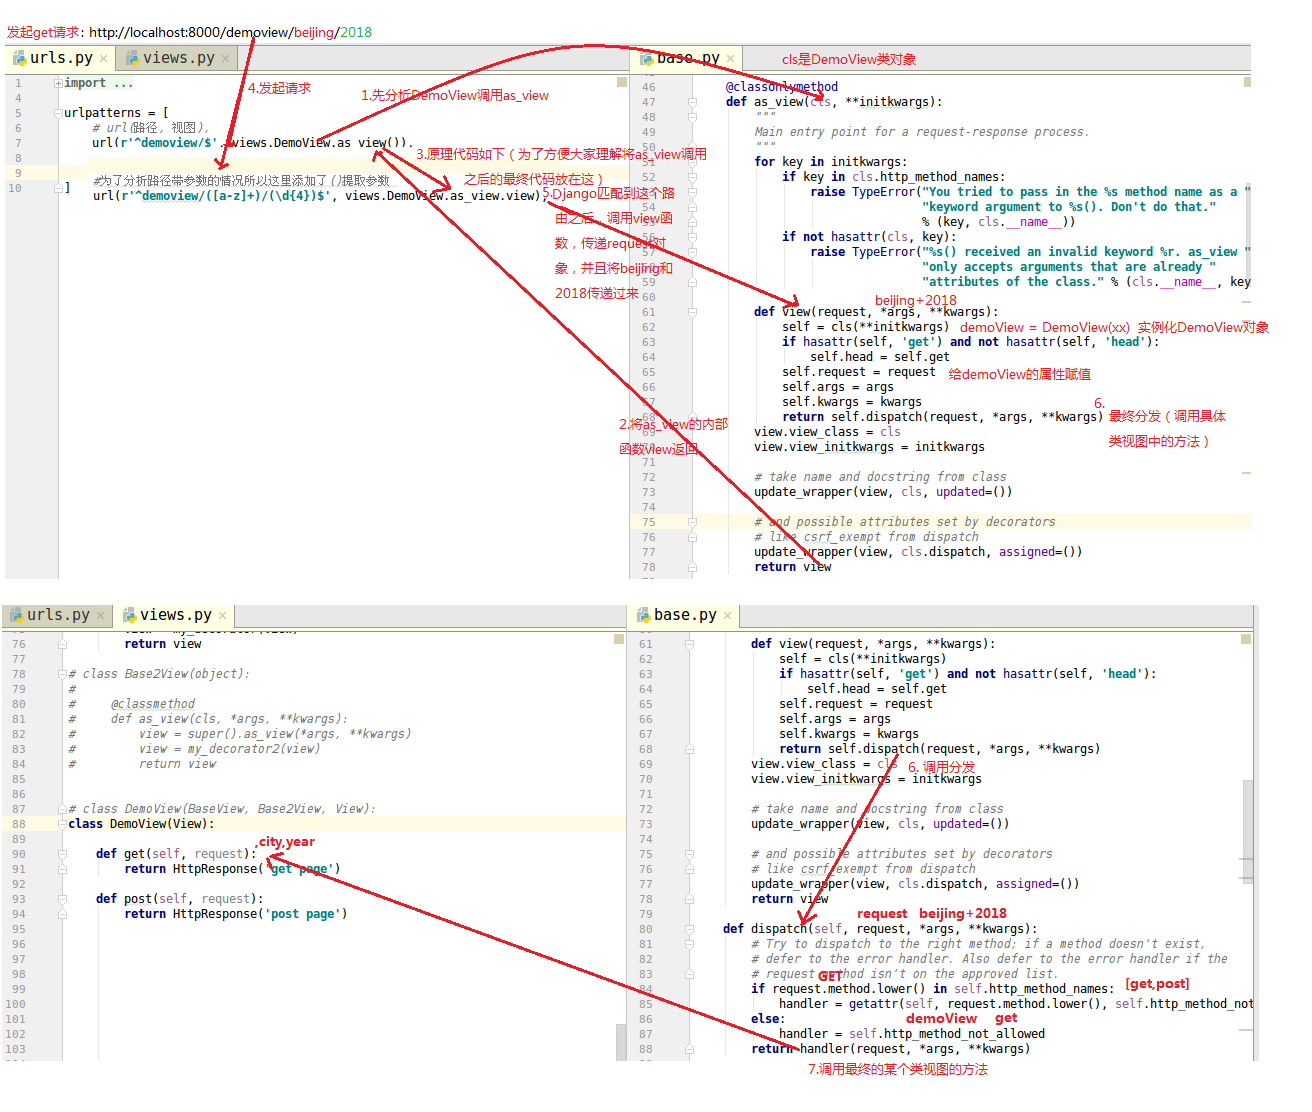 发起get请求: http://localhost:8000/demoview/beijing/2018
urls.py
views.py
1 import ...
4
5 urlpatterns = [
6 # url(路径, 视图),
7 url(r'^demoview/$', views.DemoView.as_view()),
8
9 #为了分析路径带参数的情况所以这里添加了()提取参数
10 ]
url(r'^demoview/([a-z]+)/(\d{4})$', views.DemoView.as_view.view),
4.发起请求
1.先分析DemoView调用as_view
3.原理代码如下（为了方便大家理解将as_view调用
之后的最终代码放在这）
5.Django匹配到这个路
由之后，调用view函
数，传递request对
象，并且将beijing和
2018传递过来
2.将as_view的内部
函数view返回
base.py
cls是DemoView类对象
46 @classonlymethod
47 def as_view(cls, **initkwargs):
48 """
49 Main entry point for a request-response process.
50 """
51 for key in initkwargs:
52 if key in cls.http_method_names:
53 raise TypeError("You tried to pass in the %s method name as a "
54 "keyword argument to %s(). Don't do that."
55 % (key, cls.__name__))
56 if not hasattr(cls, key):
57 raise TypeError("%s() received an invalid keyword %r. as_view "
58 "only accepts arguments that are already "
59 "attributes of the class." % (cls.__name__, key
60
beijing+2018
61 def view(request, *args, **kwargs):
62 self = cls(**initkwargs) demoView = DemoView(xx) 实例化DemoView对象
63 if hasattr(self, 'get') and not hasattr(self, 'head'):
64 self.head = self.get
65 self.request = request 给demoView的属性赋值
66 self.args = args
67 self.kwargs = kwargs
68 return self.dispatch(request, *args, **kwargs)
6.
最终分发（调用具体
类视图中的方法）
69 view.view_class = cls
70 view.view_initkwargs = initkwargs
71
72 # take name and docstring from class
73 update_wrapper(view, cls, updated=())
74
75 # and possible attributes set by decorators
76 # like csrf_exempt from dispatch
77 update_wrapper(view, cls.dispatch, assigned=())
78 return view
urls.py
views.py
76 return view
77
78 # class Base2View(object):
79 #
80 # @classmethod
81 # def as_view(cls, *args, **kwargs):
82 # view = super().as_view(*args, **kwargs)
83 # view = my_decorator2(view)
84 # return view
85
86
87 # class DemoView(BaseView, Base2View, View):
88 class DemoView(View):
89
,city,year
90 def get(self, request):
91 return HttpResponse('get page')
92
93 def post(self, request):
94 return HttpResponse('post page')
95
96
97
98
99
100
101
102
103
base.py
61 def view(request, *args, **kwargs):
62 self = cls(**initkwargs)
63 if hasattr(self, 'get') and not hasattr(self, 'head'):
64 self.head = self.get
65 self.request = request
66 self.args = args
67 self.kwargs = kwargs
68 return self.dispatch(request, *args, **kwargs)
69 view.view_class = cls
6. 调用分发
70 view.view_initkwargs = initkwargs
71
72 # take name and docstring from class
73 update_wrapper(view, cls, updated=())
74
75 # and possible attributes set by decorators
76 # like csrf_exempt from dispatch
77 update_wrapper(view, cls.dispatch, assigned=())
78 return view
79
request beijing+2018
80 def dispatch(self, request, *args, **kwargs):
81 # Try to dispatch to the right method; if a method doesn't exist,
82 # defer to the error handler. Also defer to the error handler if the
83 # request method isn't on the approved list.
GET
84 if request.method.lower() in self.http_method_names: [get,post]
85 handler = getattr(self, request.method.lower(), self.http_method_not
86 else:
demoView get
87 handler = self.http_method_not_allowed
88 return handler(request, *args, **kwargs)
7.调用最终的某个类视图的方法